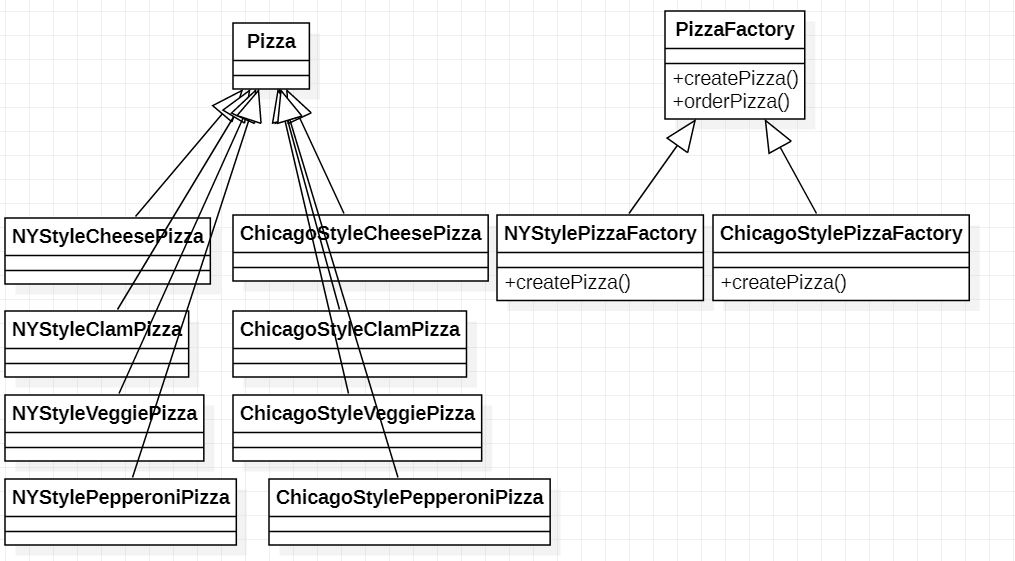 Pizza
PizzaFactory
+createPizza()
+orderPizza()
NYStyleCheesePizza
ChicagoStyleCheesePizza
NYStylePizzaFactory
+createPizza()
ChicagoStylePizzaFactory
+createPizza()
NYStyleClamPizza
ChicagoStyleClamPizza
NYStyleVeggiePizza
ChicagoStyleVeggiePizza
NYStylePepperoniPizza
ChicagoStylePepperoniPizza